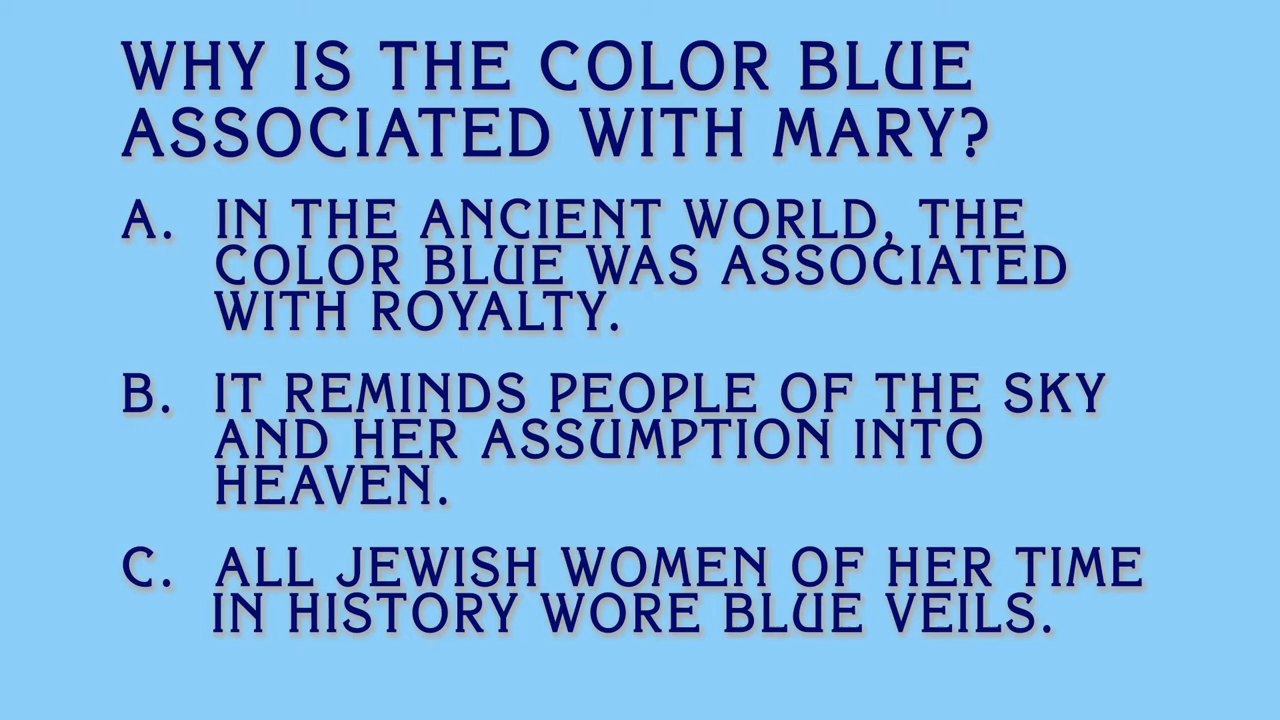 WHY IS THE COLOR BLUE
ASSOCIATED WITH MARY?
A. IN THE ANCIENT WORLD, THE
COLOR BLUE WAS ASSOCIATED
WITH ROYALTY.
B. IT REMINDS PEOPLE OF THE SKY
AND HER ASSUMPTION INTO
HEAVEN.
C. ALL JEWISH WOMEN OF HER TIME
IN HISTORY WORE BLUE VEILS.